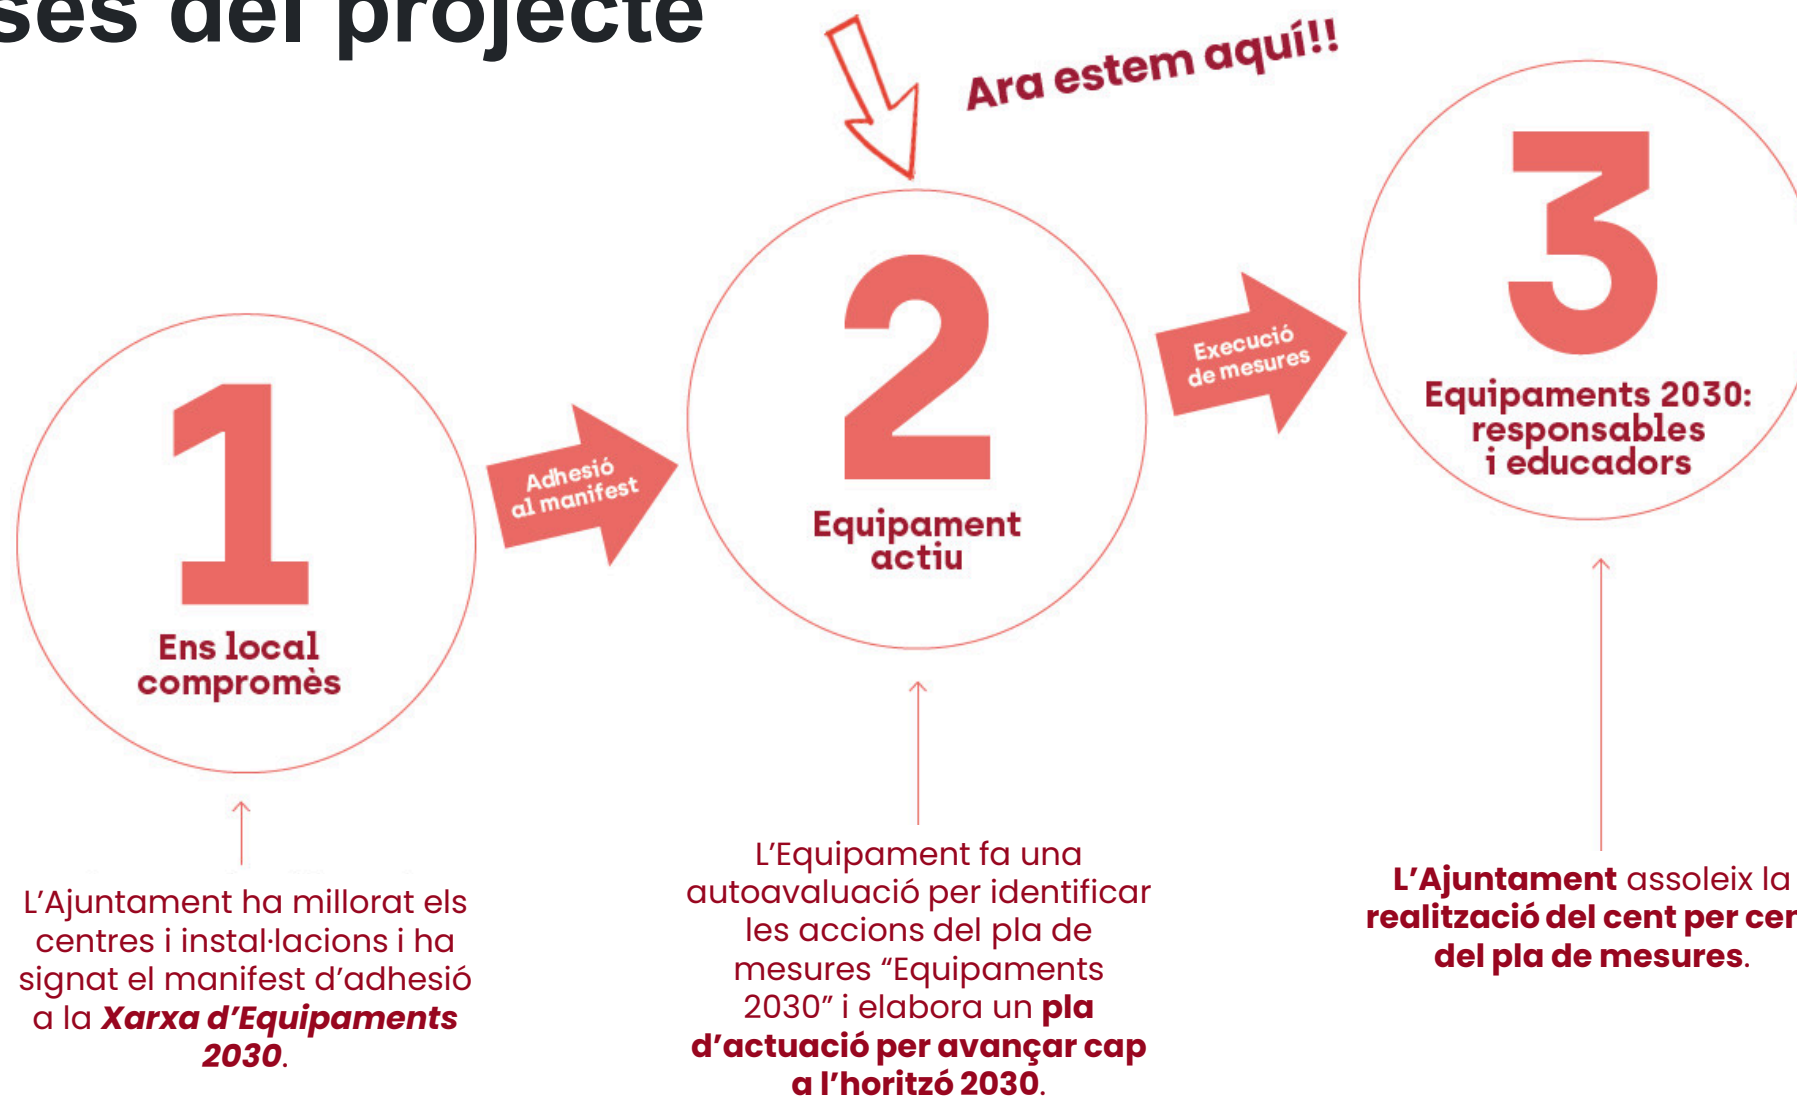 ses del projecte
Ara estem aquí!!
1
Ens local
compromès
Adhesió
al manifest
2
Equipament
actiu
Execució
de mesures
3
Equipaments 2030:
responsables
i educadors
L’Ajuntament ha millorat els
centres i instal·lacions i ha
signat el manifest d’adhesió
a la Xarxa d’Equipaments
2030.
L’Equipament fa una
autoavaluació per identificar
les accions del pla de
mesures “Equipaments
2030” i elabora un pla
d’actuació per avançar cap
a l’horitzó 2030.
L’Ajuntament assoleix la
realització del cent per cen
del pla de mesures.